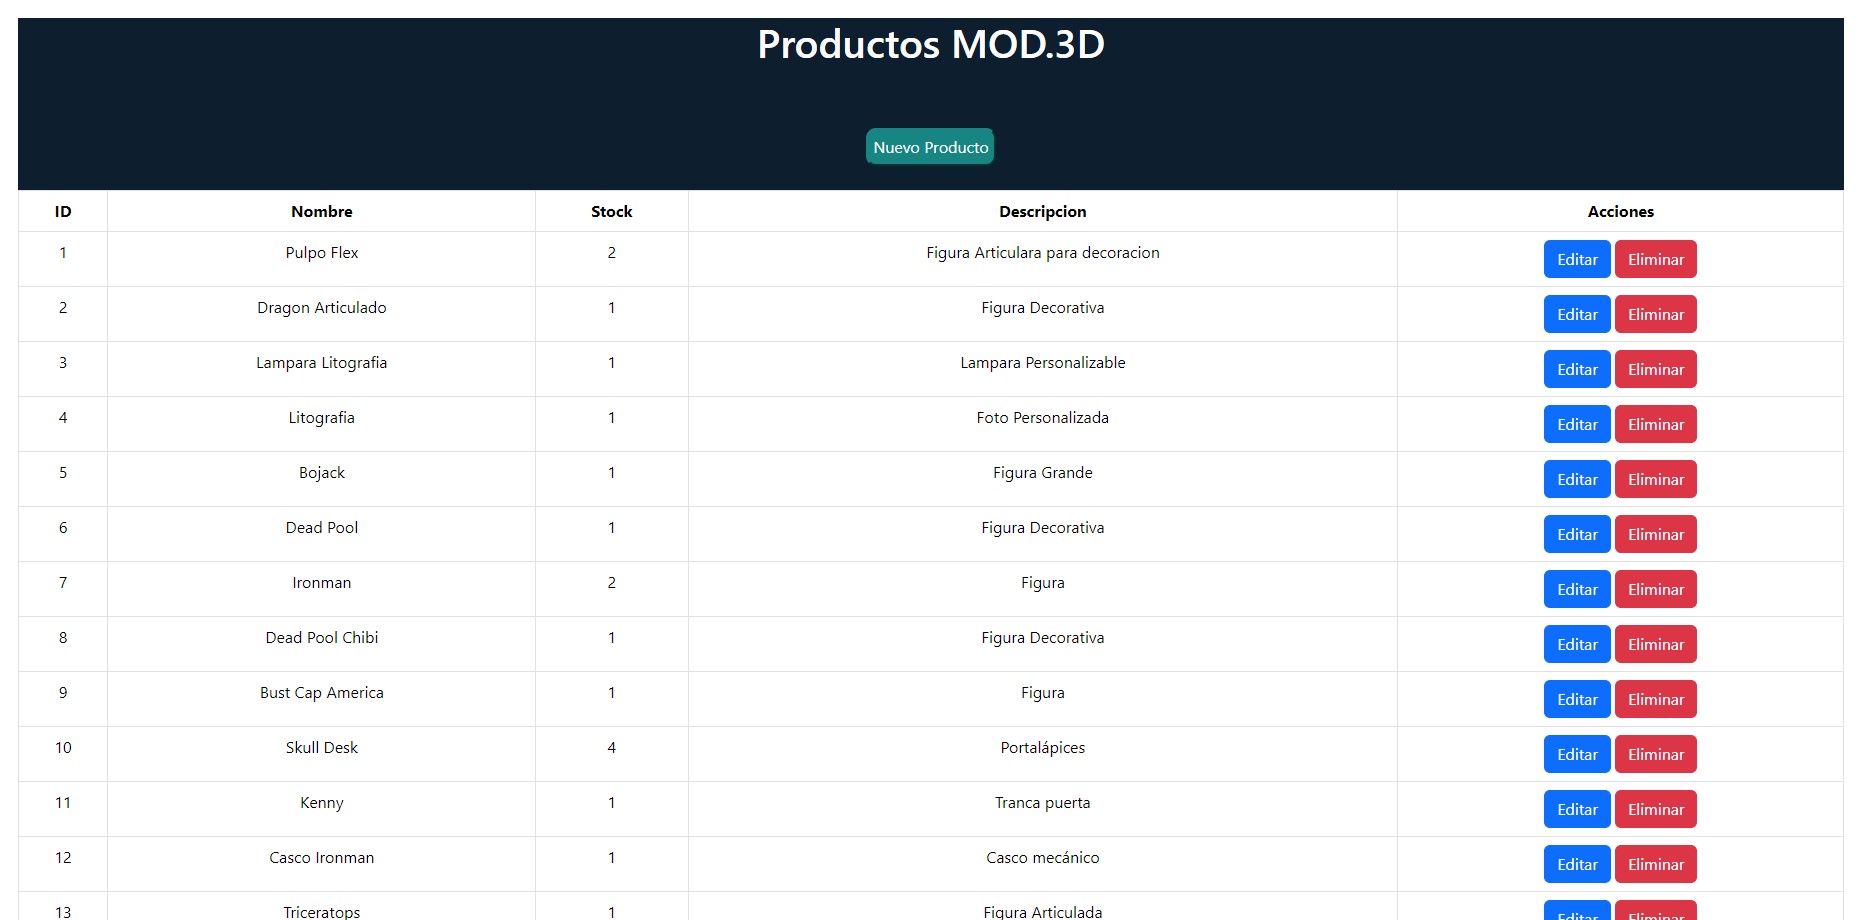 Productos MOD.3D
Nuevo Producto
ID Nombre Stock Descripcion Acciones
1 Pulpo Flex 2 Figura Articulara para decoracion Editar Eliminar
2 Dragon Articulado 1 Figura Decorativa Editar Eliminar
3 Lampara Litografia 1 Lampara Personalizable Editar Eliminar
4 Litografia 1 Foto Personalizada Editar Eliminar
5 Bojack 1 Figura Grande Editar Eliminar
6 Dead Pool 1 Figura Decorativa Editar Eliminar
7 Ironman 2 Figura Editar Eliminar
8 Dead Pool Chibi 1 Figura Decorativa Editar Eliminar
9 Bust Cap America 1 Figura Editar Eliminar
10 Skull Desk 4 Portalápices Editar Eliminar
11 Kenny 1 Tranca puerta Editar Eliminar
12 Casco Ironman 1 Casco mecánico Editar Eliminar
13 Triceratops 1 Figura Articulada Editar Eliminar